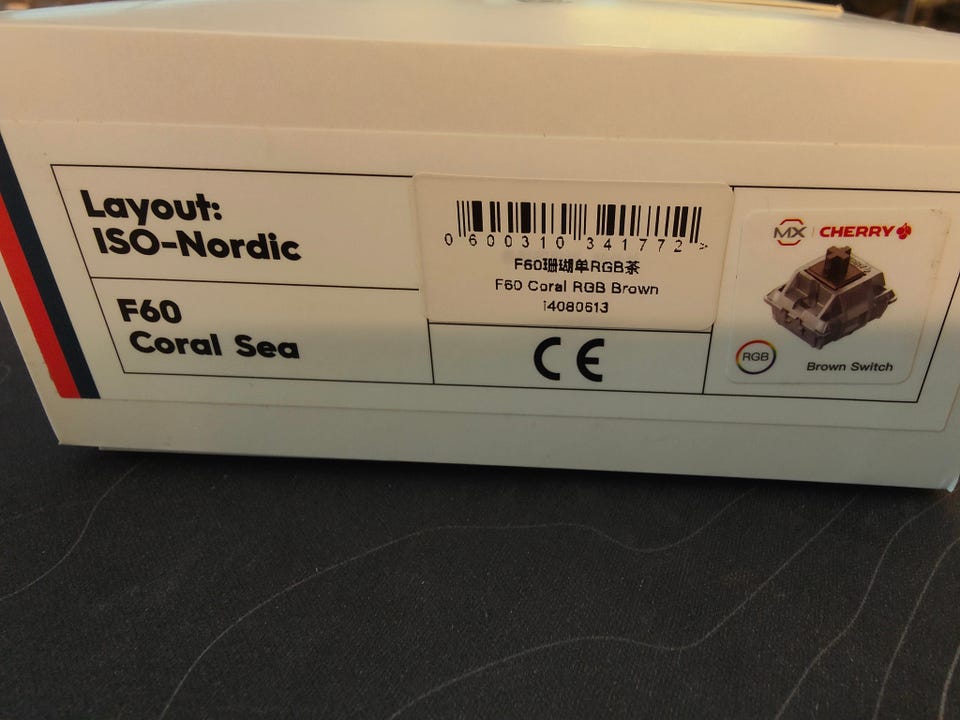 Layout:
ISO-Nordic
F60
Coral Sea
0 600310 341772 >
F60珊瑚单RGB茶
F60 Coral RGB Brown
14080613
CE
MX | CHERRY
RGB
Brown Switch